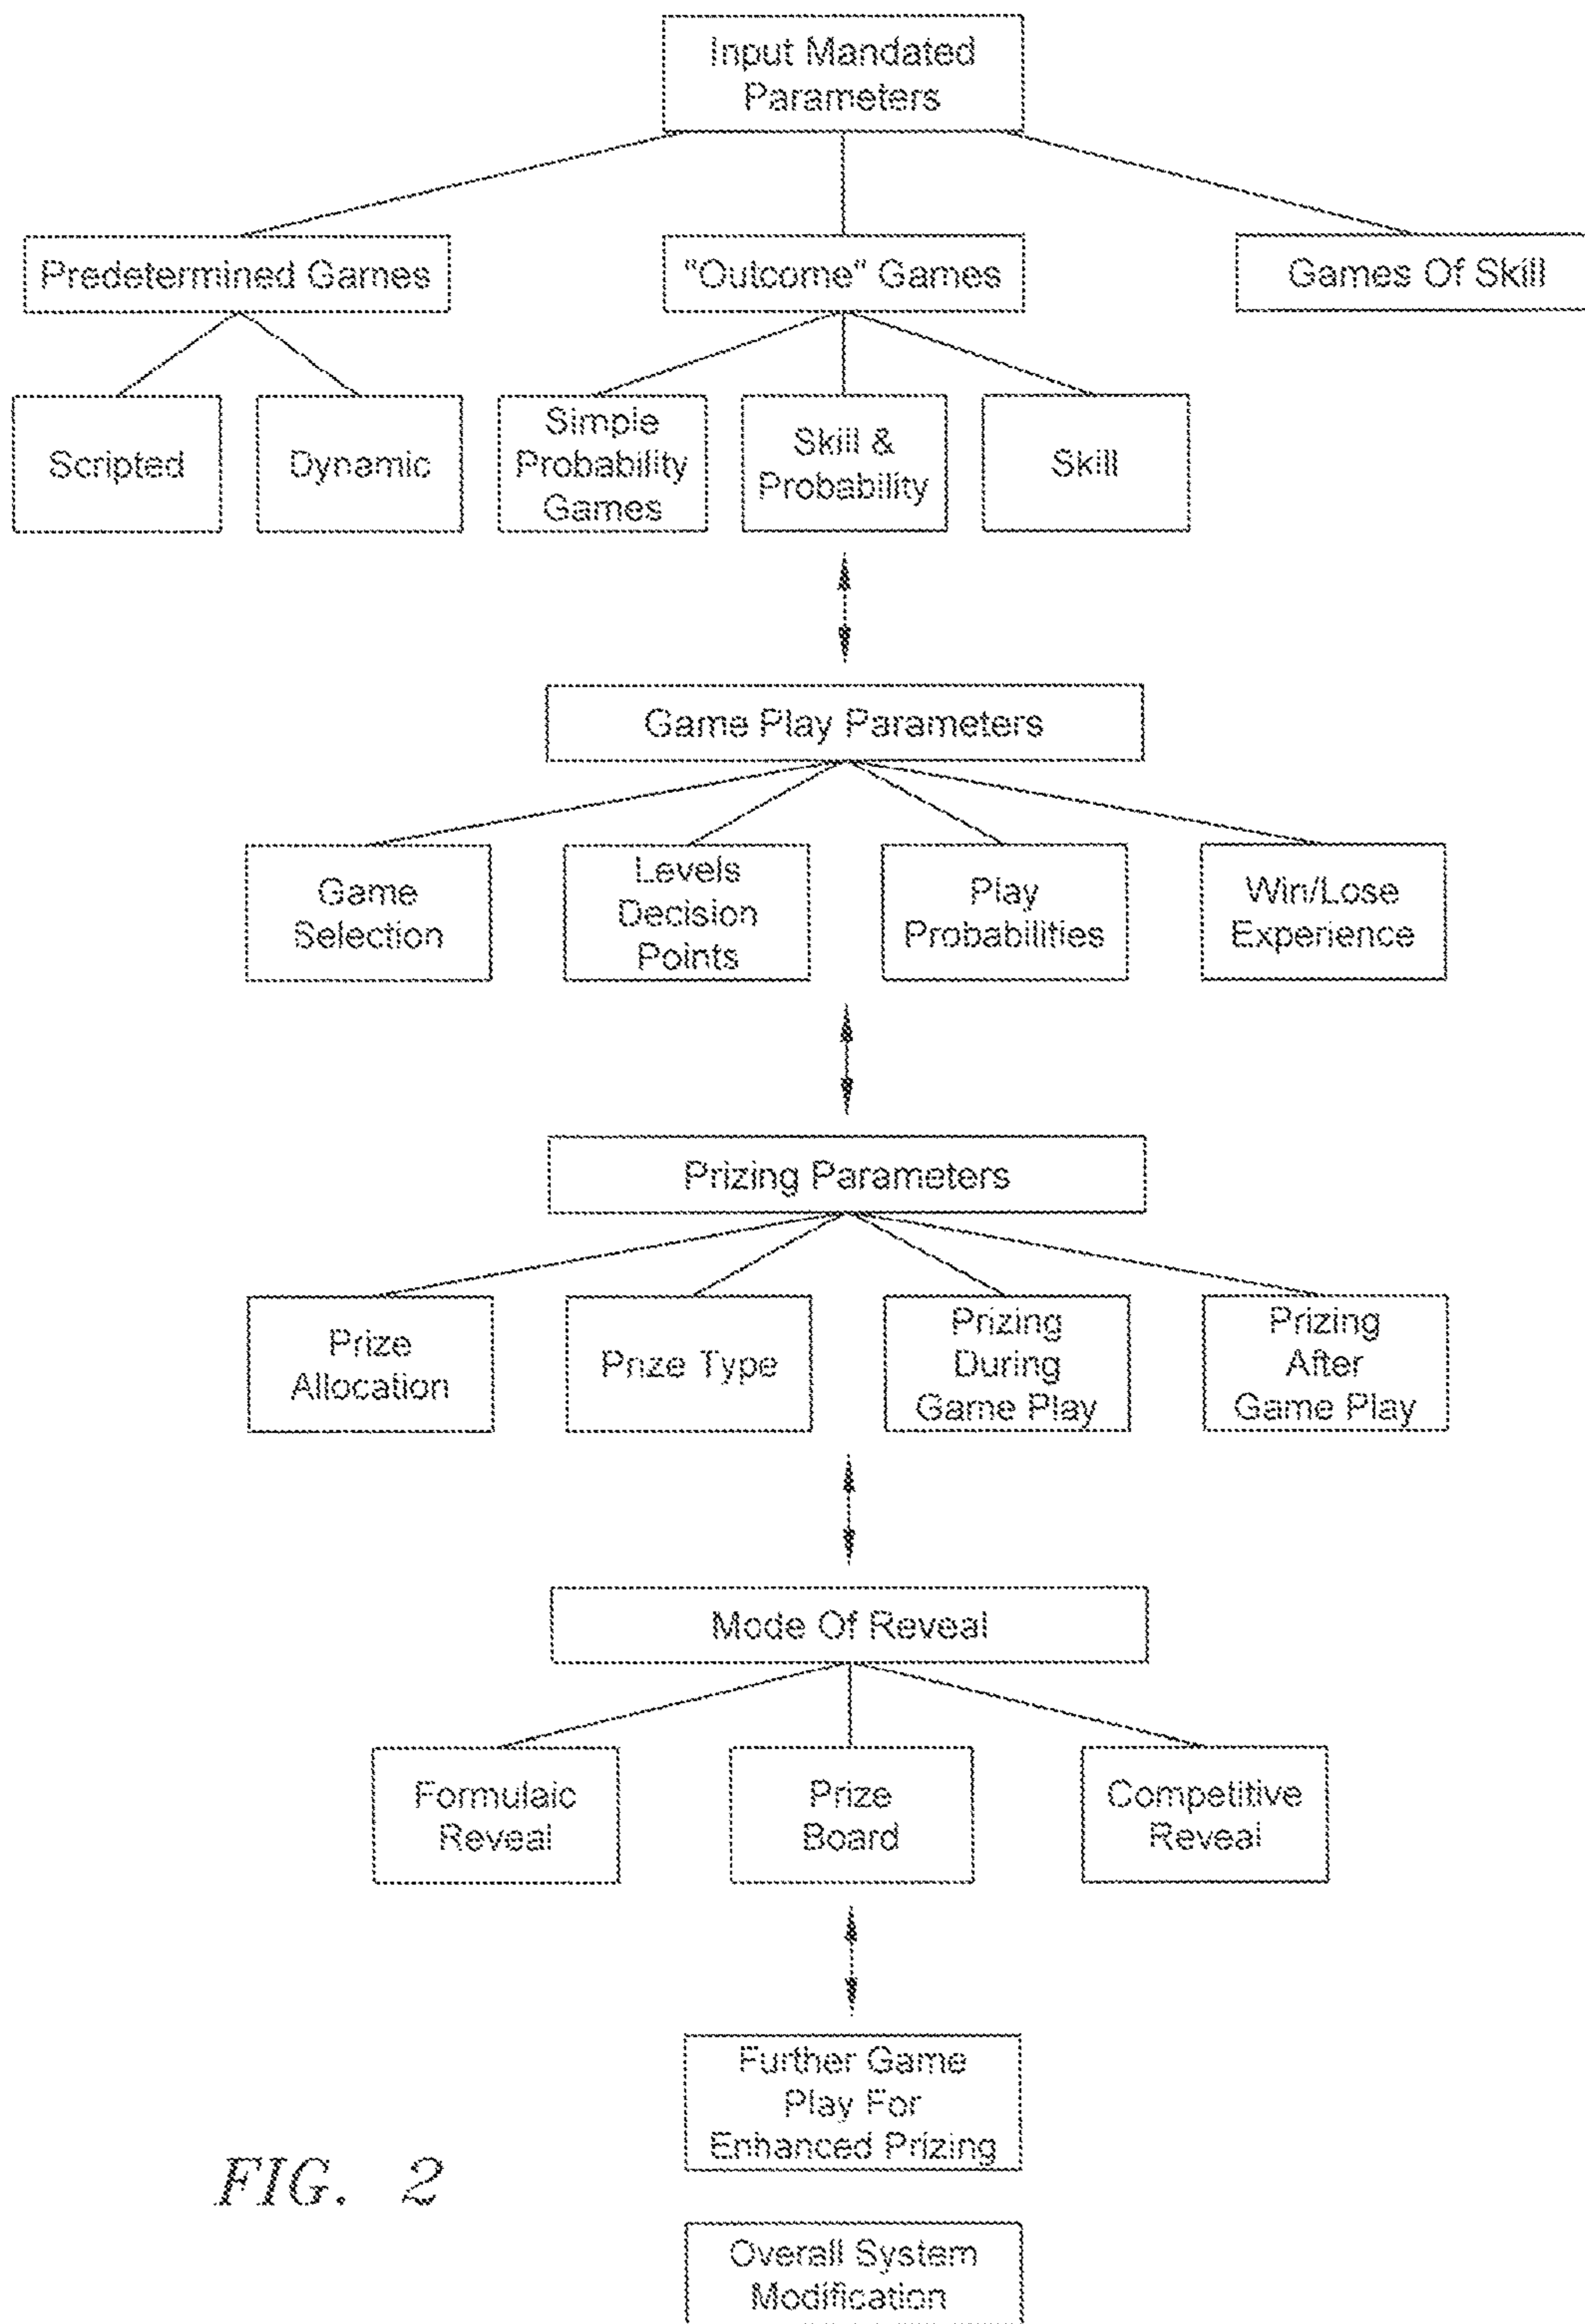 Input Mandated
Parameters
Predetermined Games
"Outcome" Games
Games Of Skill
Scripted
Dynamic
Simple
Probability
Games
Skill &
Probability
Skill
Game Play Parameters
Game
Selection
Levels
Decision
Points
Play
Probabilities
Win/Lose
Experience
Prizing Parameters
Prize
Allocation
Prize Type
Prizing
During
Game Play
Prizing
After
Game Play
Mode Of Reveal
Formulaic
Reveal
Prize
Board
Competitive
Reveal
Further Game
Play For
Enhanced Prizing
FIG. 2
Overall System
Modification